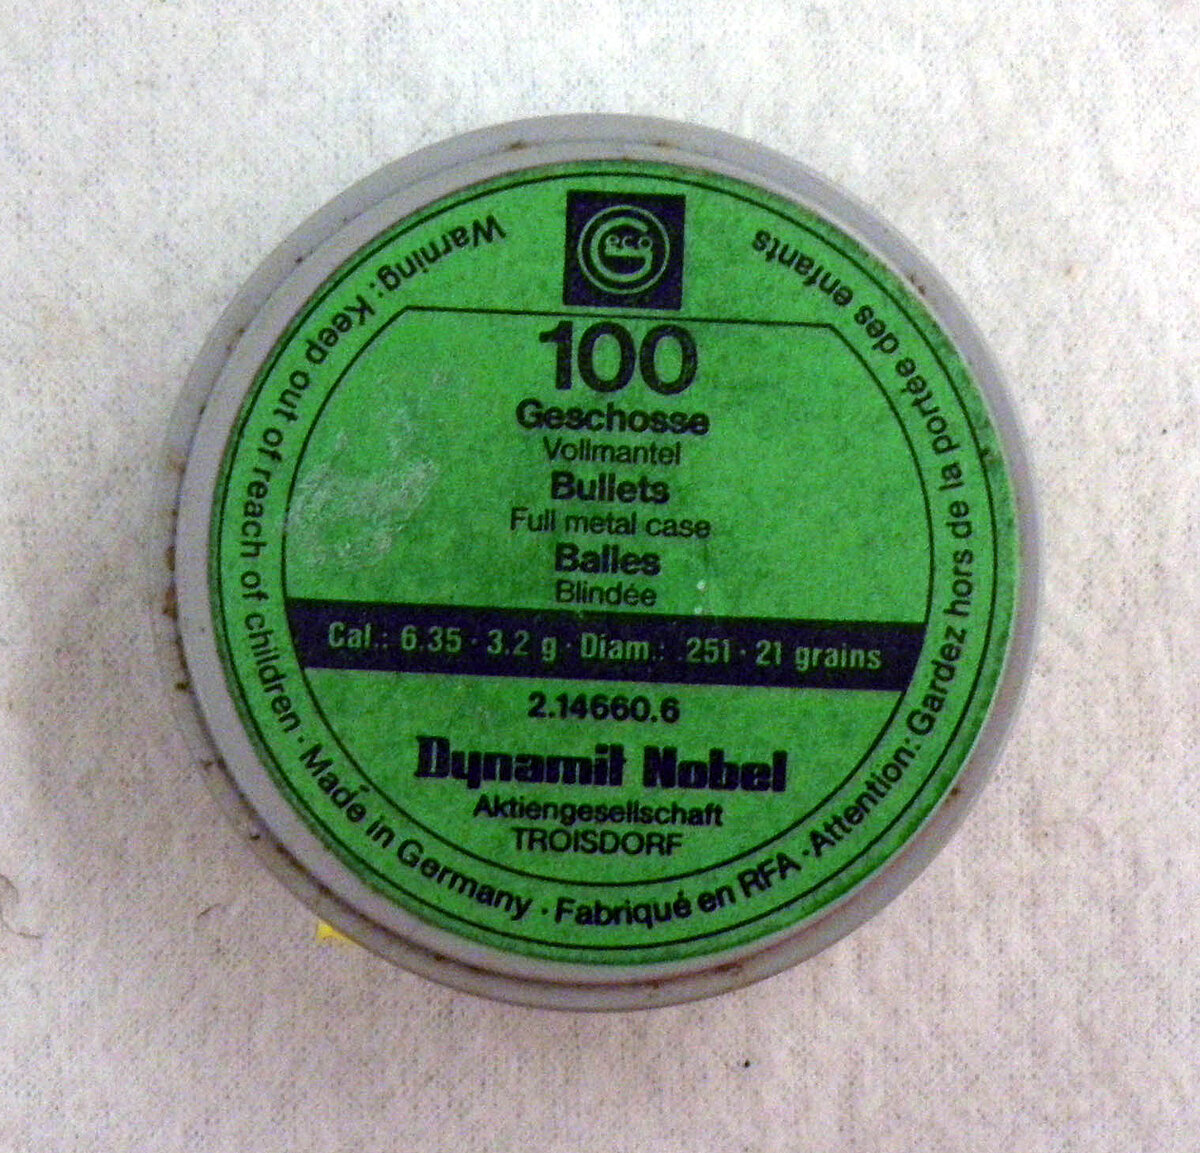 Geco
100
Geschosse
Vollmantel
Bullets
Full metal case
Balles
Blindée
Cal.: 6.35 · 3.2 g · Diam.: .251 · 21 grains
2.14660.6
Dynamit Nobel
Aktiengesellschaft
TROISDORF
Warning: Keep out of reach of children · Made in Germany · Fabriqué en RFA · Attention: Gardez hors de la portée des enfants